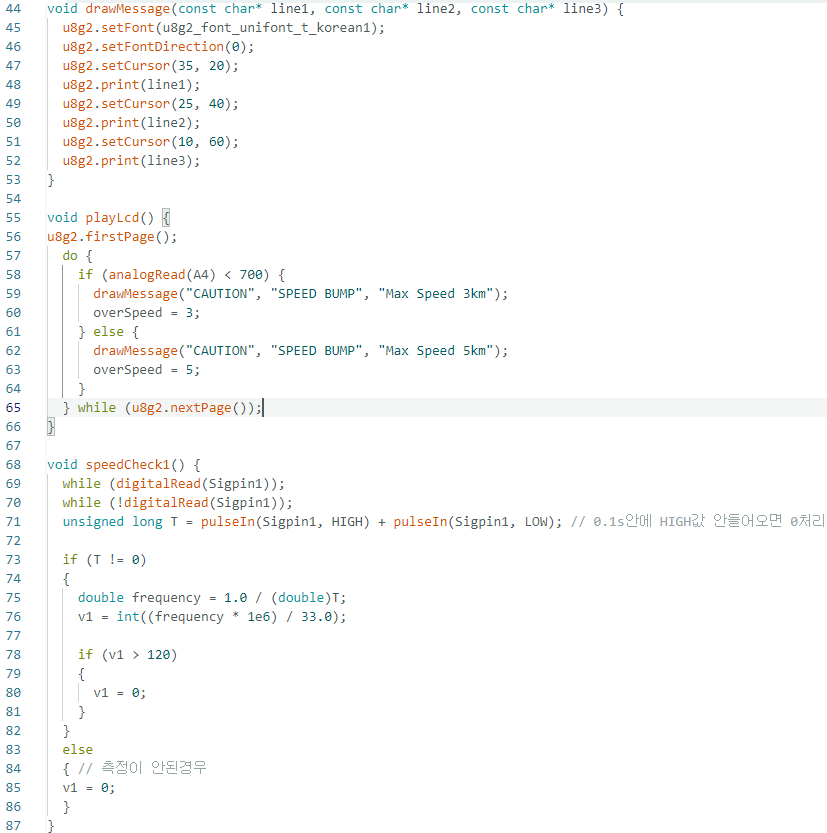 44 void drawMessage(const char* line1, const char* line2, const char* line3) {
45   u8g2.setFont(u8g2_font_unifont_t_korean1);
46   u8g2.setFontDirection(0);
47   u8g2.setCursor(35, 20);
48   u8g2.print(line1);
49   u8g2.setCursor(25, 40);
50   u8g2.print(line2);
51   u8g2.setCursor(10, 60);
52   u8g2.print(line3);
53 }
54
55 void playLcd() {
56 u8g2.firstPage();
57   do {
58     if (analogRead(A4) < 700) {
59       drawMessage("CAUTION", "SPEED BUMP", "Max Speed 3km");
60       overSpeed = 3;
61     } else {
62       drawMessage("CAUTION", "SPEED BUMP", "Max Speed 5km");
63       overSpeed = 5;
64     }
65   } while (u8g2.nextPage());
66 }
67
68 void speedCheck1() {
69   while (digitalRead(Sigpin1));
70   while (!digitalRead(Sigpin1));
71   unsigned long T = pulseIn(Sigpin1, HIGH) + pulseIn(Sigpin1, LOW); // 0.1s안에 HIGH값 안들어오면 0처리
72
73   if (T != 0)
74   {
75     double frequency = 1.0 / (double)T;
76     v1 = int((frequency * 1e6) / 33.0);
77
78     if (v1 > 120)
79     {
80       v1 = 0;
81     }
82   }
83   else
84   { // 측정이 안된경우
85   v1 = 0;
86   }
87 }